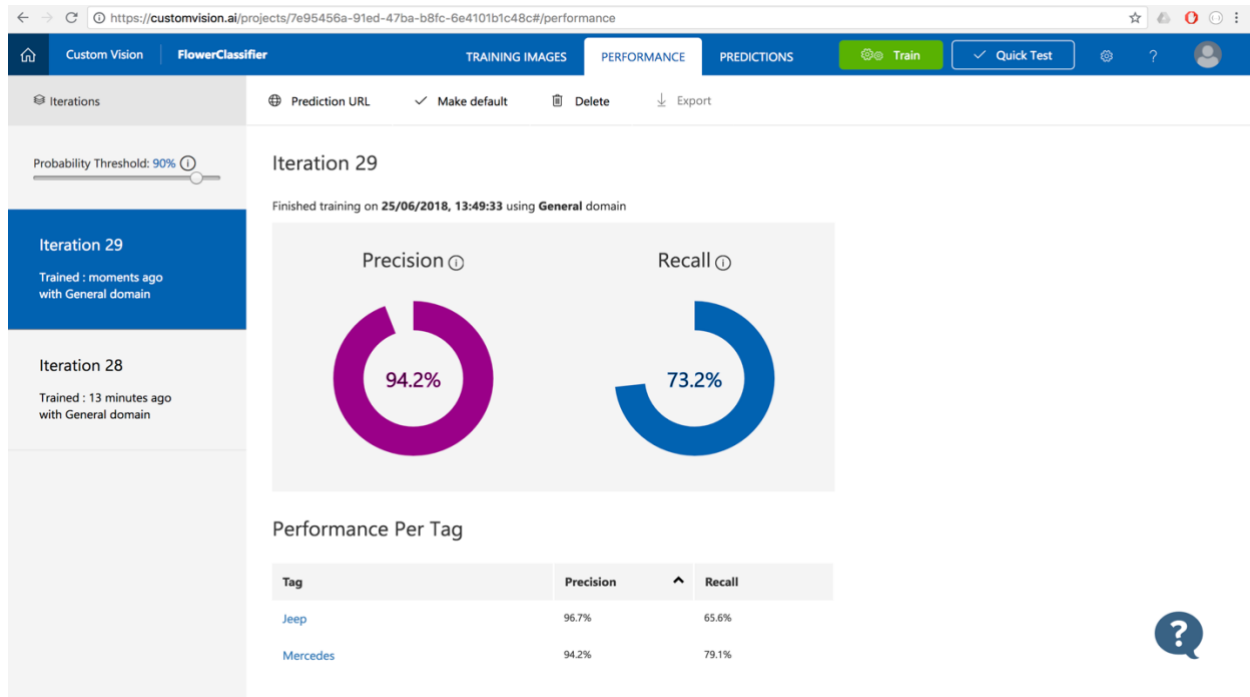 https://customvision.ai/projects/7e95456a-91ed-47ba-b8fc-6e4101b1c48c#/performance
Custom Vision FlowerClassifier TRAINING IMAGES PERFORMANCE PREDICTIONS Train Quick Test ?
Iterations
Prediction URL Make default Delete Export
Probability Threshold: 90%
Iteration 29
Trained : moments ago
with General domain
Iteration 28
Trained : 13 minutes ago
with General domain
Iteration 29
Finished training on 25/06/2018, 13:49:33 using General domain
Precision Recall
94.2% 73.2%
Performance Per Tag
Tag Precision Recall
Jeep 96.7% 65.6%
Mercedes 94.2% 79.1%
?